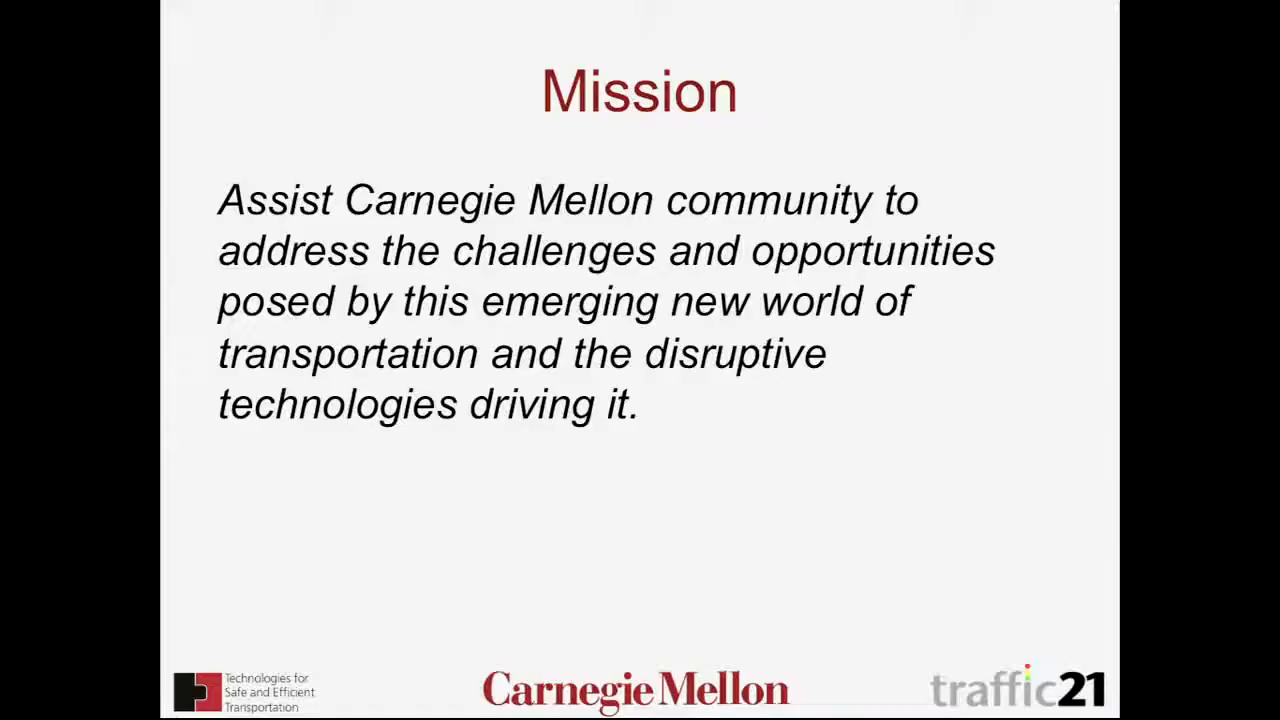 Mission
Assist Carnegie Mellon community to
address the challenges and opportunities
posed by this emerging new world of
transportation and the disruptive
technologies driving it.
Technologies for
Safe and Efficient
Transportation
Carnegie Mellon
traffic21